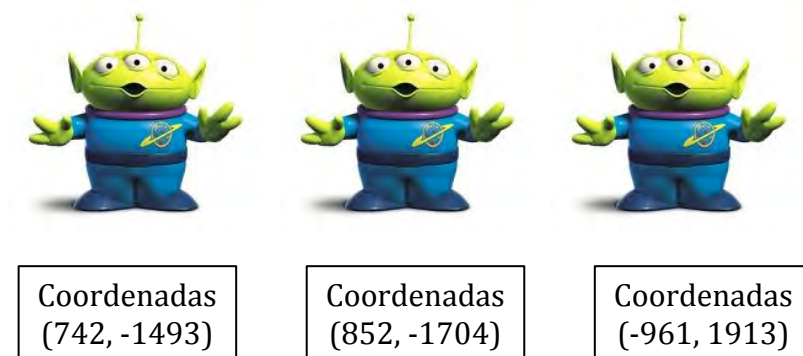 Coordenadas
(742, -1493)
Coordenadas
(852, -1704)
Coordenadas
(-961, 1913)